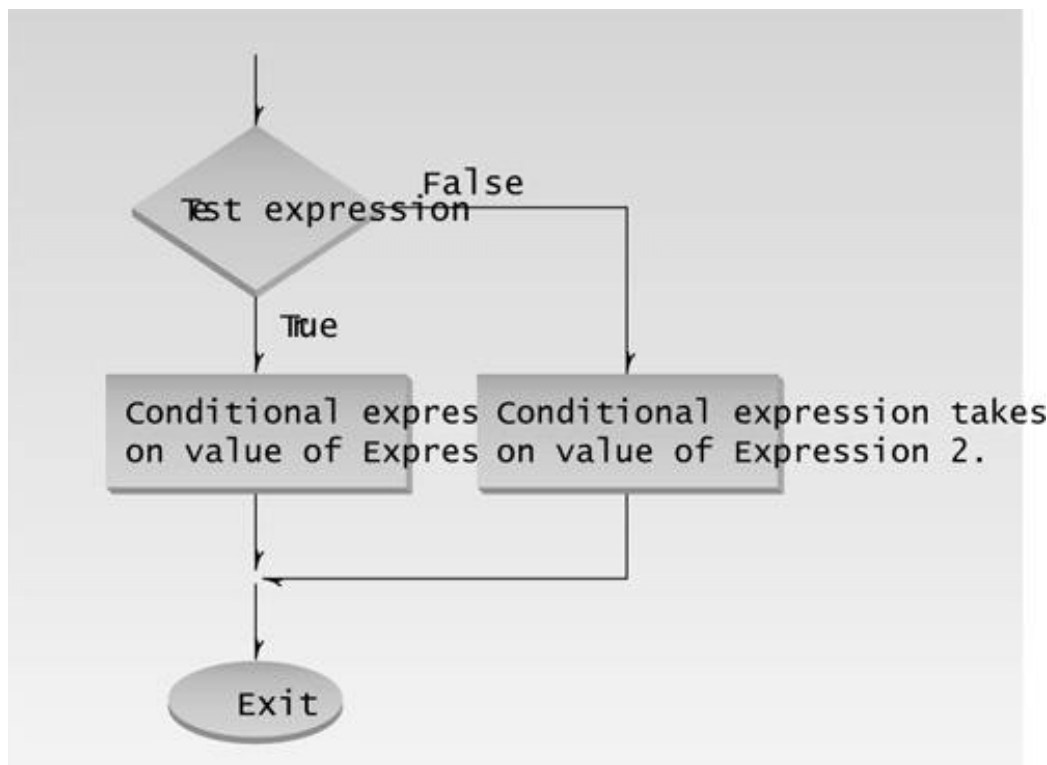 False
Test expression
True
Conditional expres
on value of Expres
Conditional expression takes
on value of Expression 2.
Exit